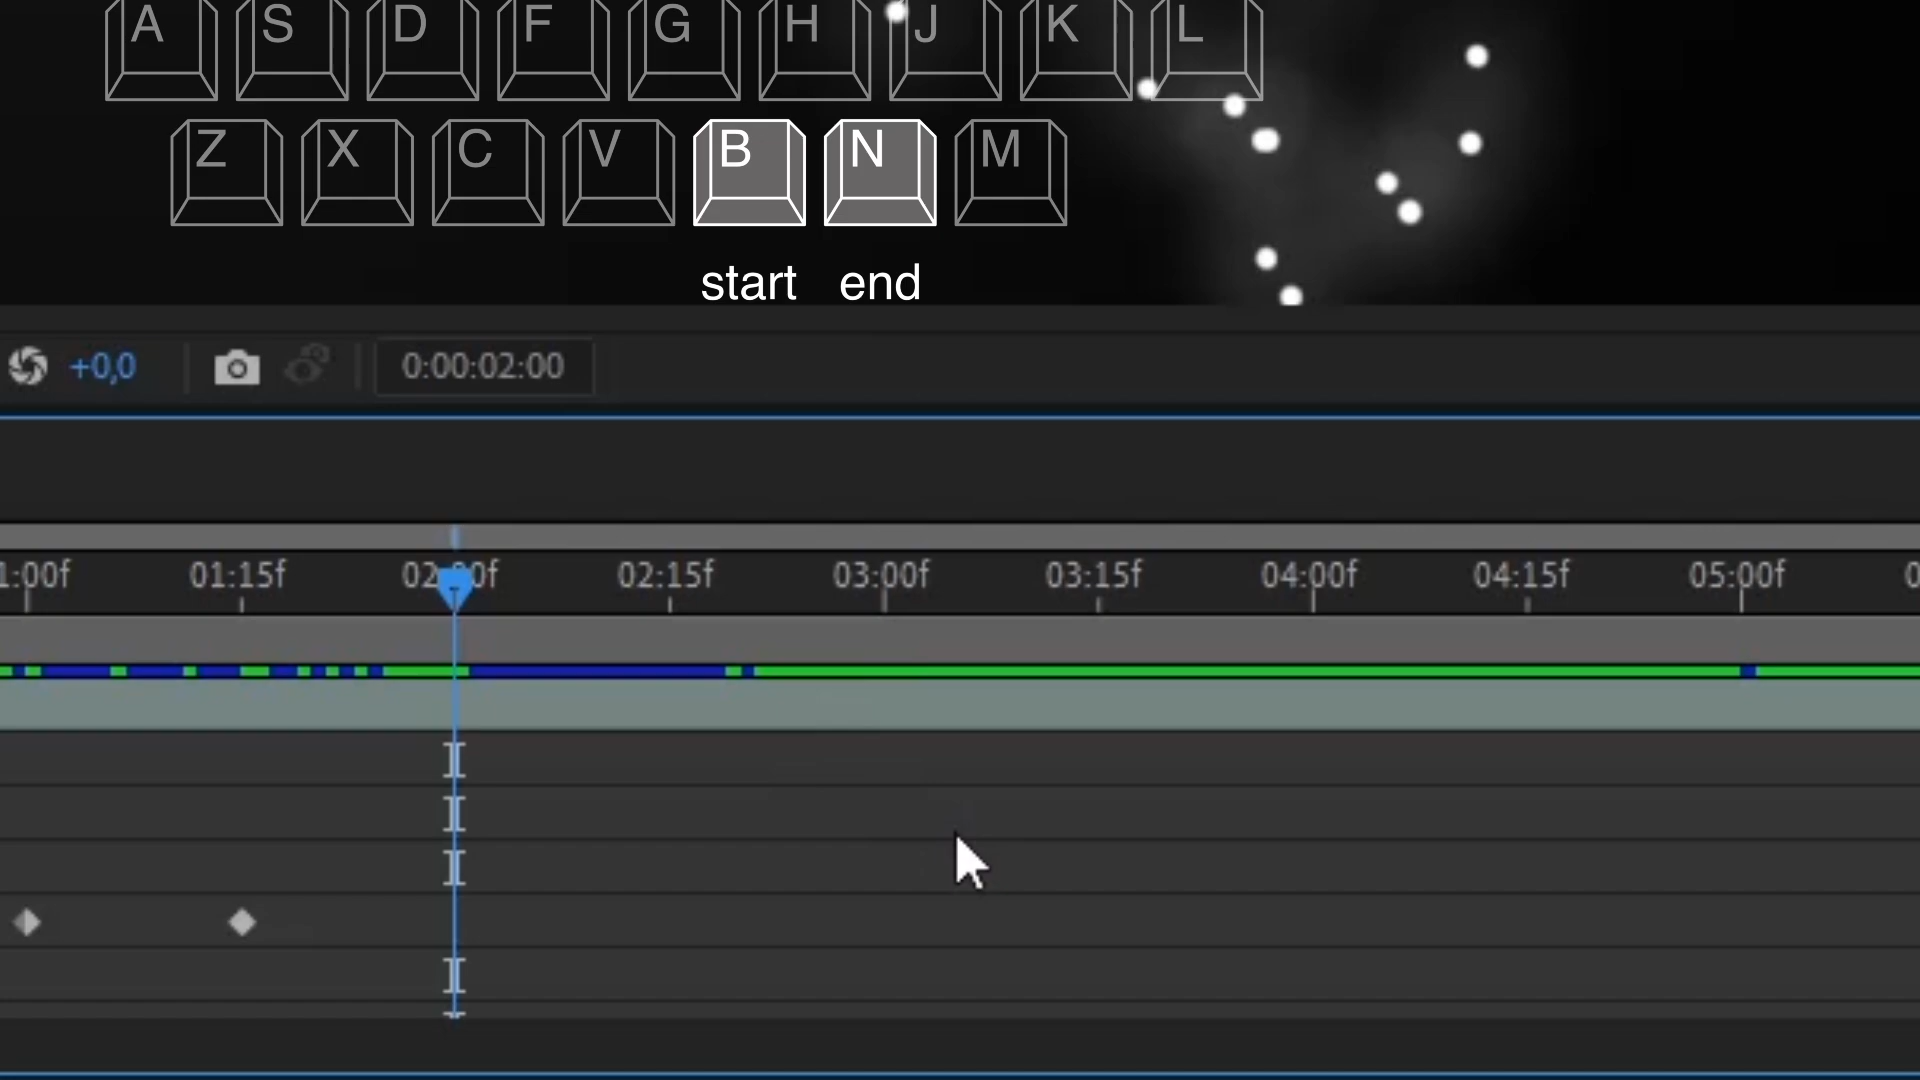 A S D F G H J K L
Z X C V B N M
start end
+0,0 0:00:02:00
1:00f 01:15f 02:00f 02:15f 03:00f 03:15f 04:00f 04:15f 05:00f 0